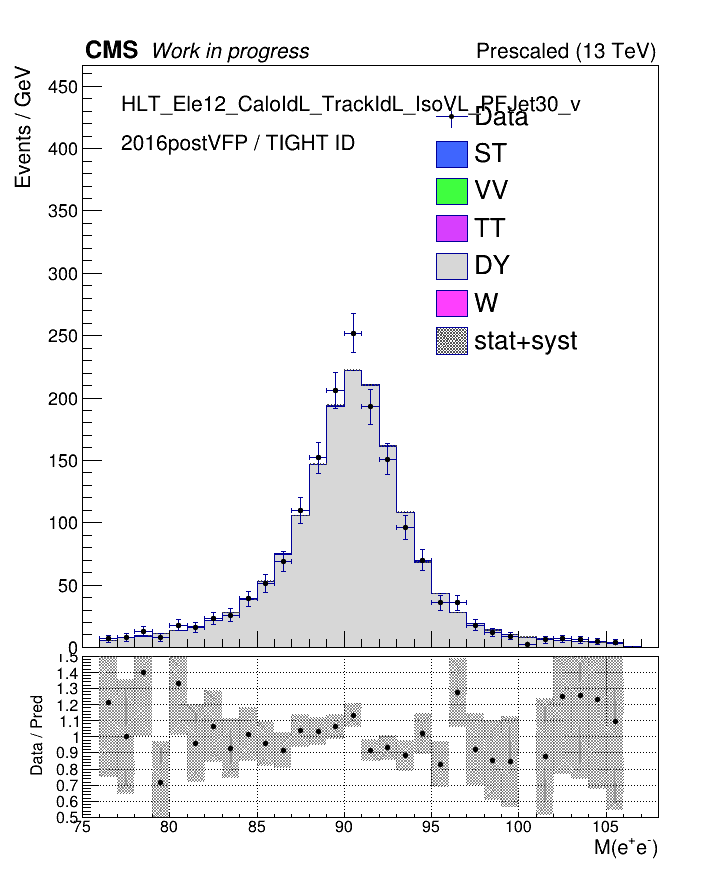 CMS Work in progress Prescaled (13 TeV)
Events / GeV
450
400
350
300
250
200
150
100
50
0
HLT_Ele12_CaloIdL_TrackIdL_IsoVL_PFJet30_v
2016postVFP / TIGHT ID
Data
ST
VV
TT
DY
W
stat+syst
Data / Pred
1.5
1.4
1.3
1.2
1.1
1
0.9
0.8
0.7
0.6
0.5
75 80 85 90 95 100 105
M(e⁺e⁻)